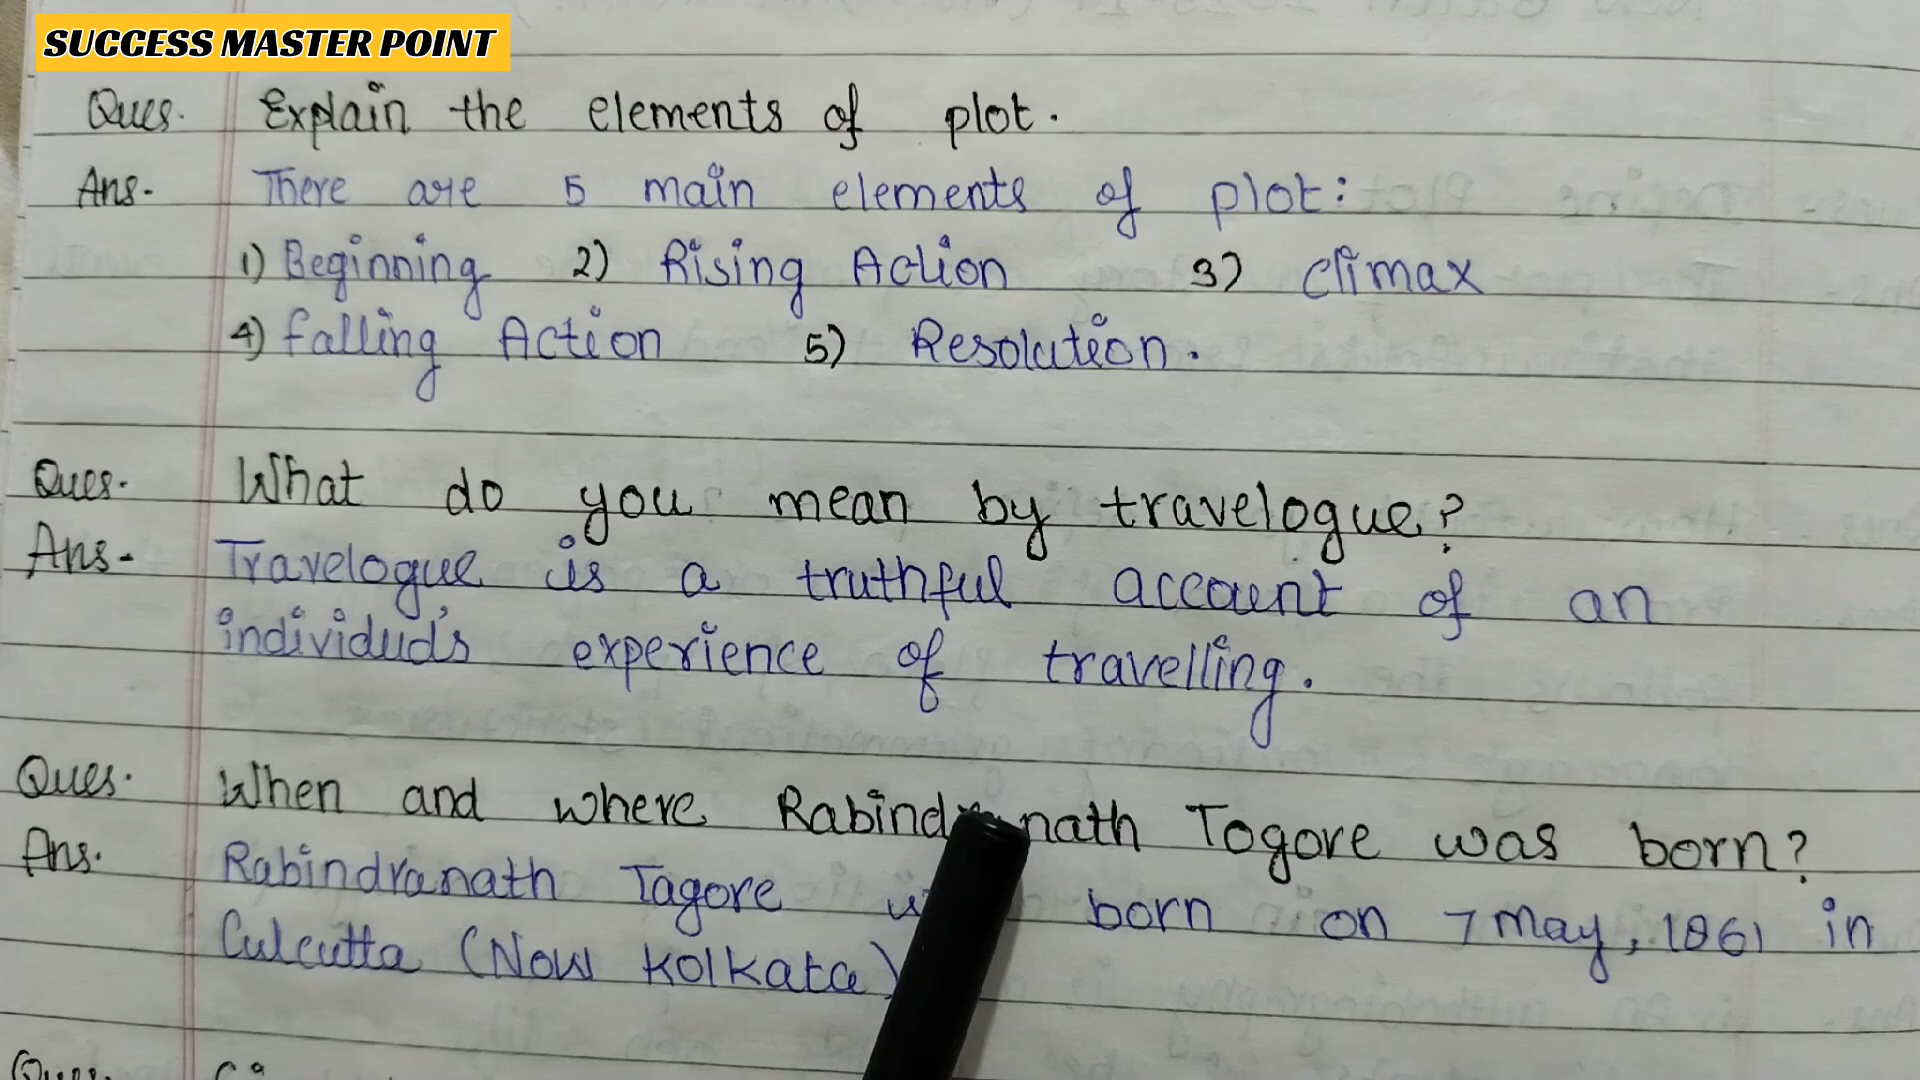 SUCCESS MASTER POINT
Ques. Explain the elements of plot.
Ans- There are 5 main elements of plot:
1) Beginning 2) Rising Action 3) Climax
4) falling Action 5) Resolution.
Ques. What do you mean by travelogue?
Ans- Travelogue is a truthful account of an
individud's experience of travelling.
Ques. When and where Rabindranath Togore was born?
Ans. Rabindranath Tagore born on 7 May, 1861 in
Culcutta (Now Kolkata)
Ques.